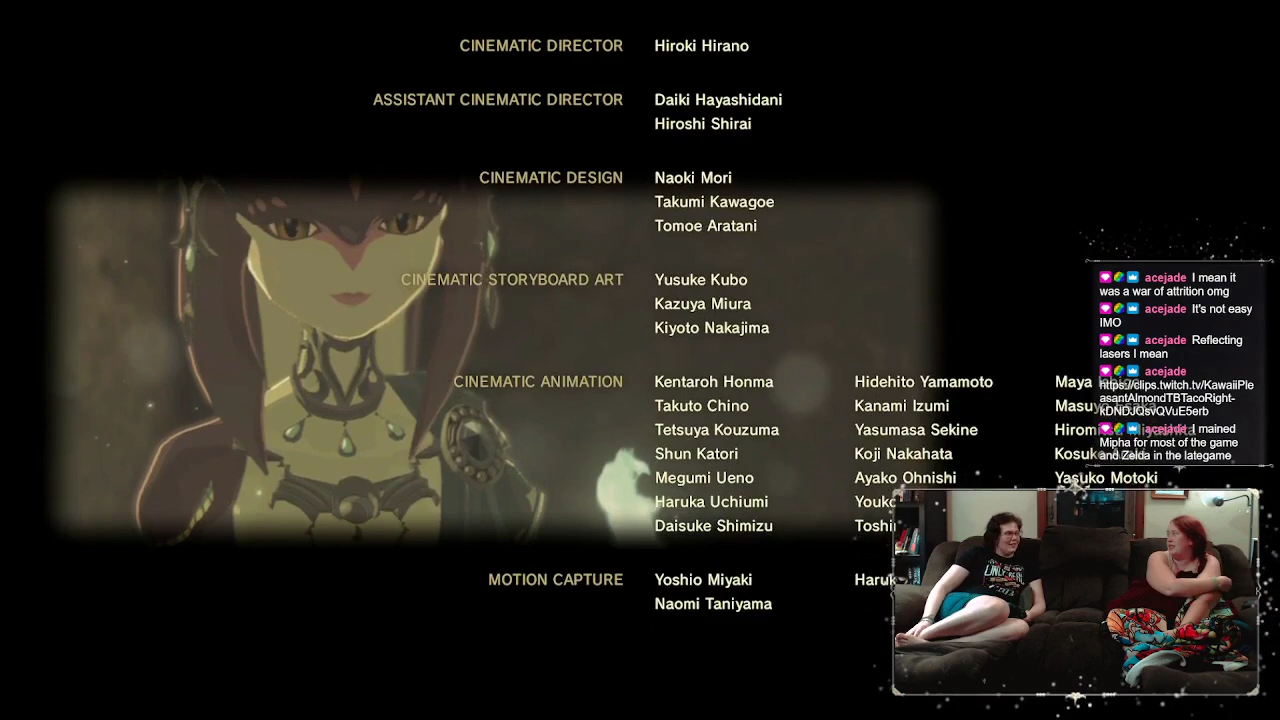 CINEMATIC DIRECTOR Hiroki Hirano
ASSISTANT CINEMATIC DIRECTOR Daiki Hayashidani
Hiroshi Shirai
CINEMATIC DESIGN Naoki Mori
Takumi Kawagoe
Tomoe Aratani
CINEMATIC STORYBOARD ART Yusuke Kubo
Kazuya Miura
Kiyoto Nakajima
CINEMATIC ANIMATION Kentaroh Honma Hidehito Yamamoto Maya
Takuto Chino Kanami Izumi
Tetsuya Kouzuma Yasumasa Sekine
Shun Katori Koji Nakahata
Megumi Ueno Ayako Ohnishi Yasuko Motoki
Haruka Uchiumi
Daisuke Shimizu
MOTION CAPTURE Yoshio Miyaki
Naomi Taniyama
acejade I mean it
was a war of attrition omg
acejade It's not easy
IMO
acejade Reflecting
lasers I mean
acejade
https://clips.twitch.tv/KawaiiPle
asantAlmondTBTacoRight-
kDNDJQsvQVuE5erb
acejade I mained
Mipha for most of the game
and Zelda in the lategame